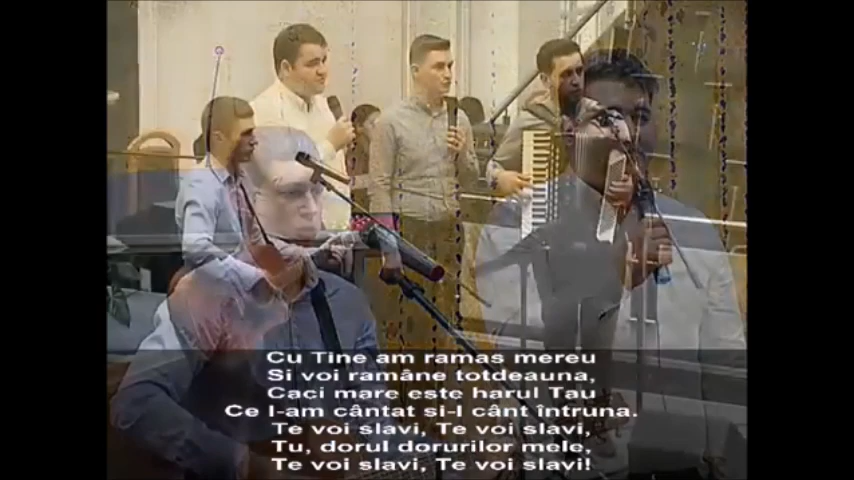 Cu Tine am ramas mereu
Si voi ramâne totdeauna,
Caci mare este harul Tau
Ce l-am cântat si-l cânt întruna.
Te voi slavi, Te voi slavi,
Tu, dorul dorurilor mele,
Te voi slavi, Te voi slavi!